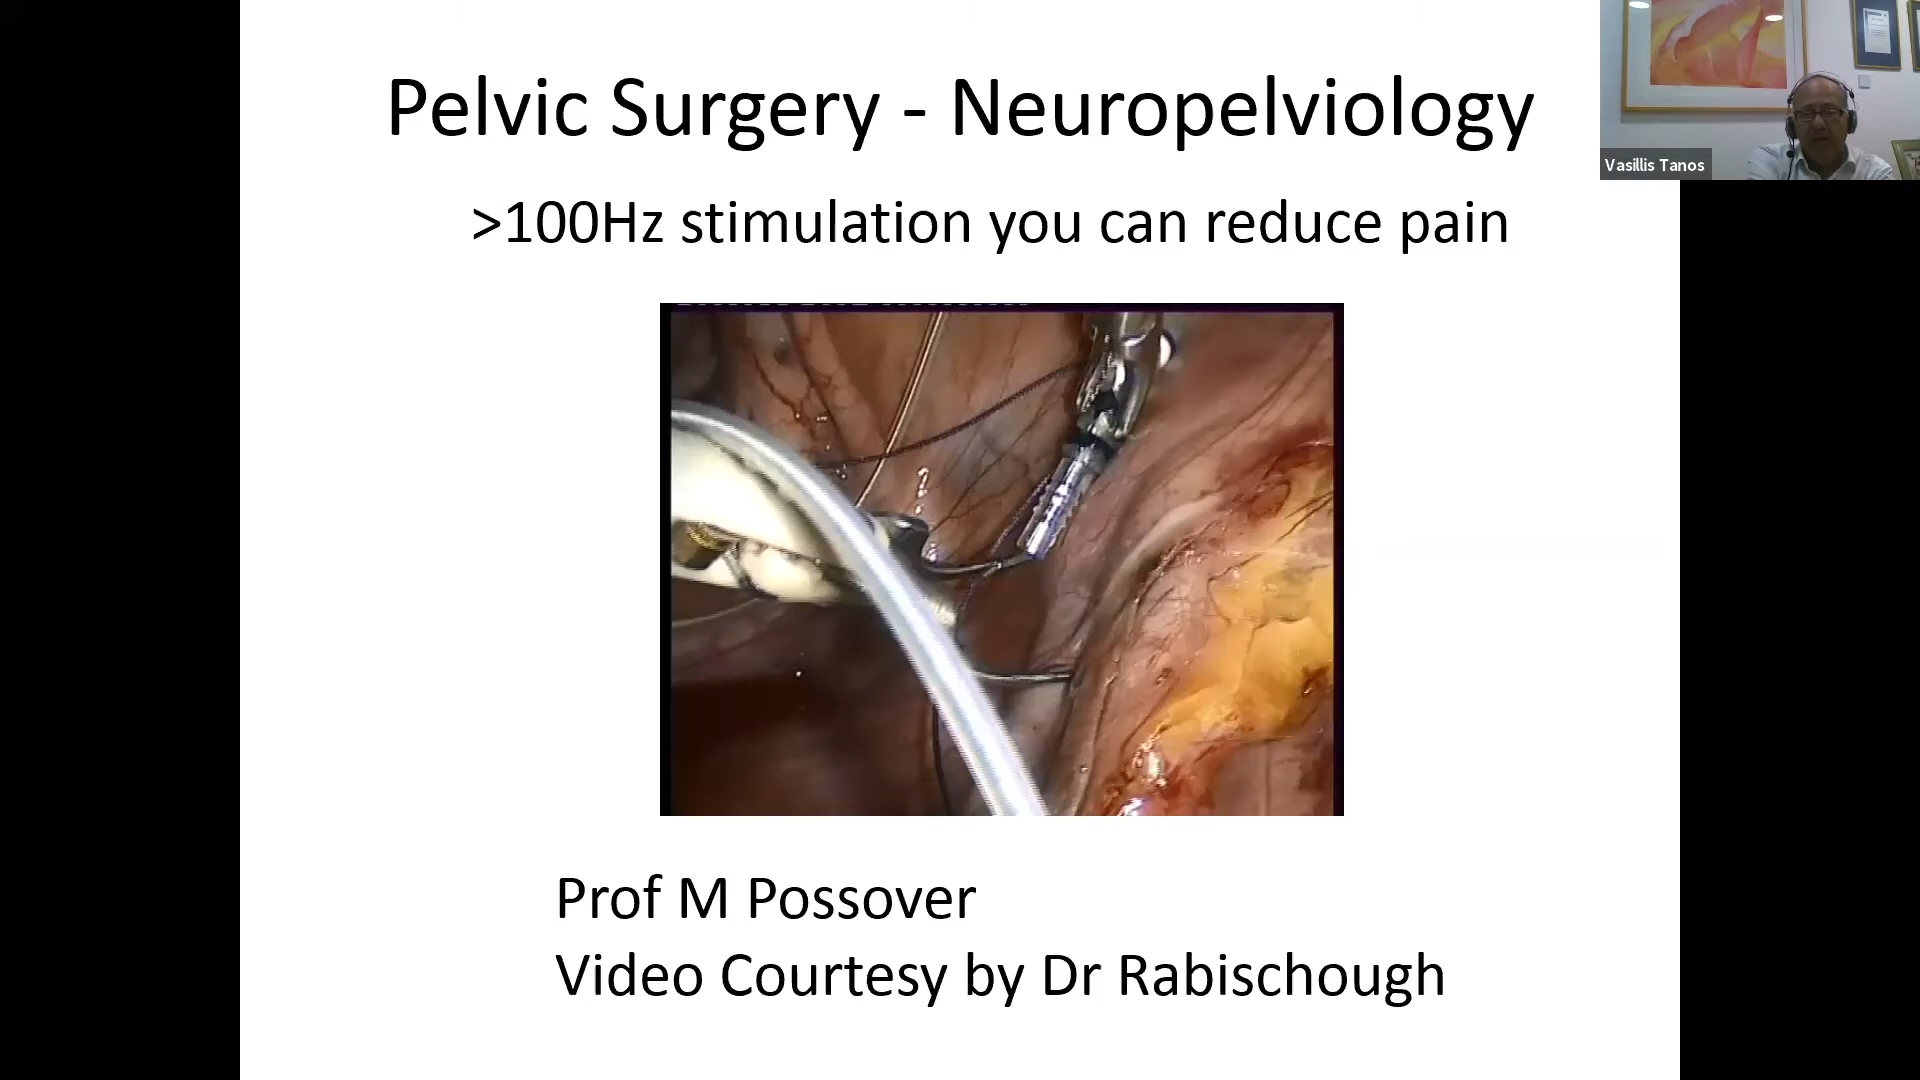 Pelvic Surgery - Neuropelviology
Vasillis Tanos
>100Hz stimulation you can reduce pain
Prof M Possover
Video Courtesy by Dr Rabischough